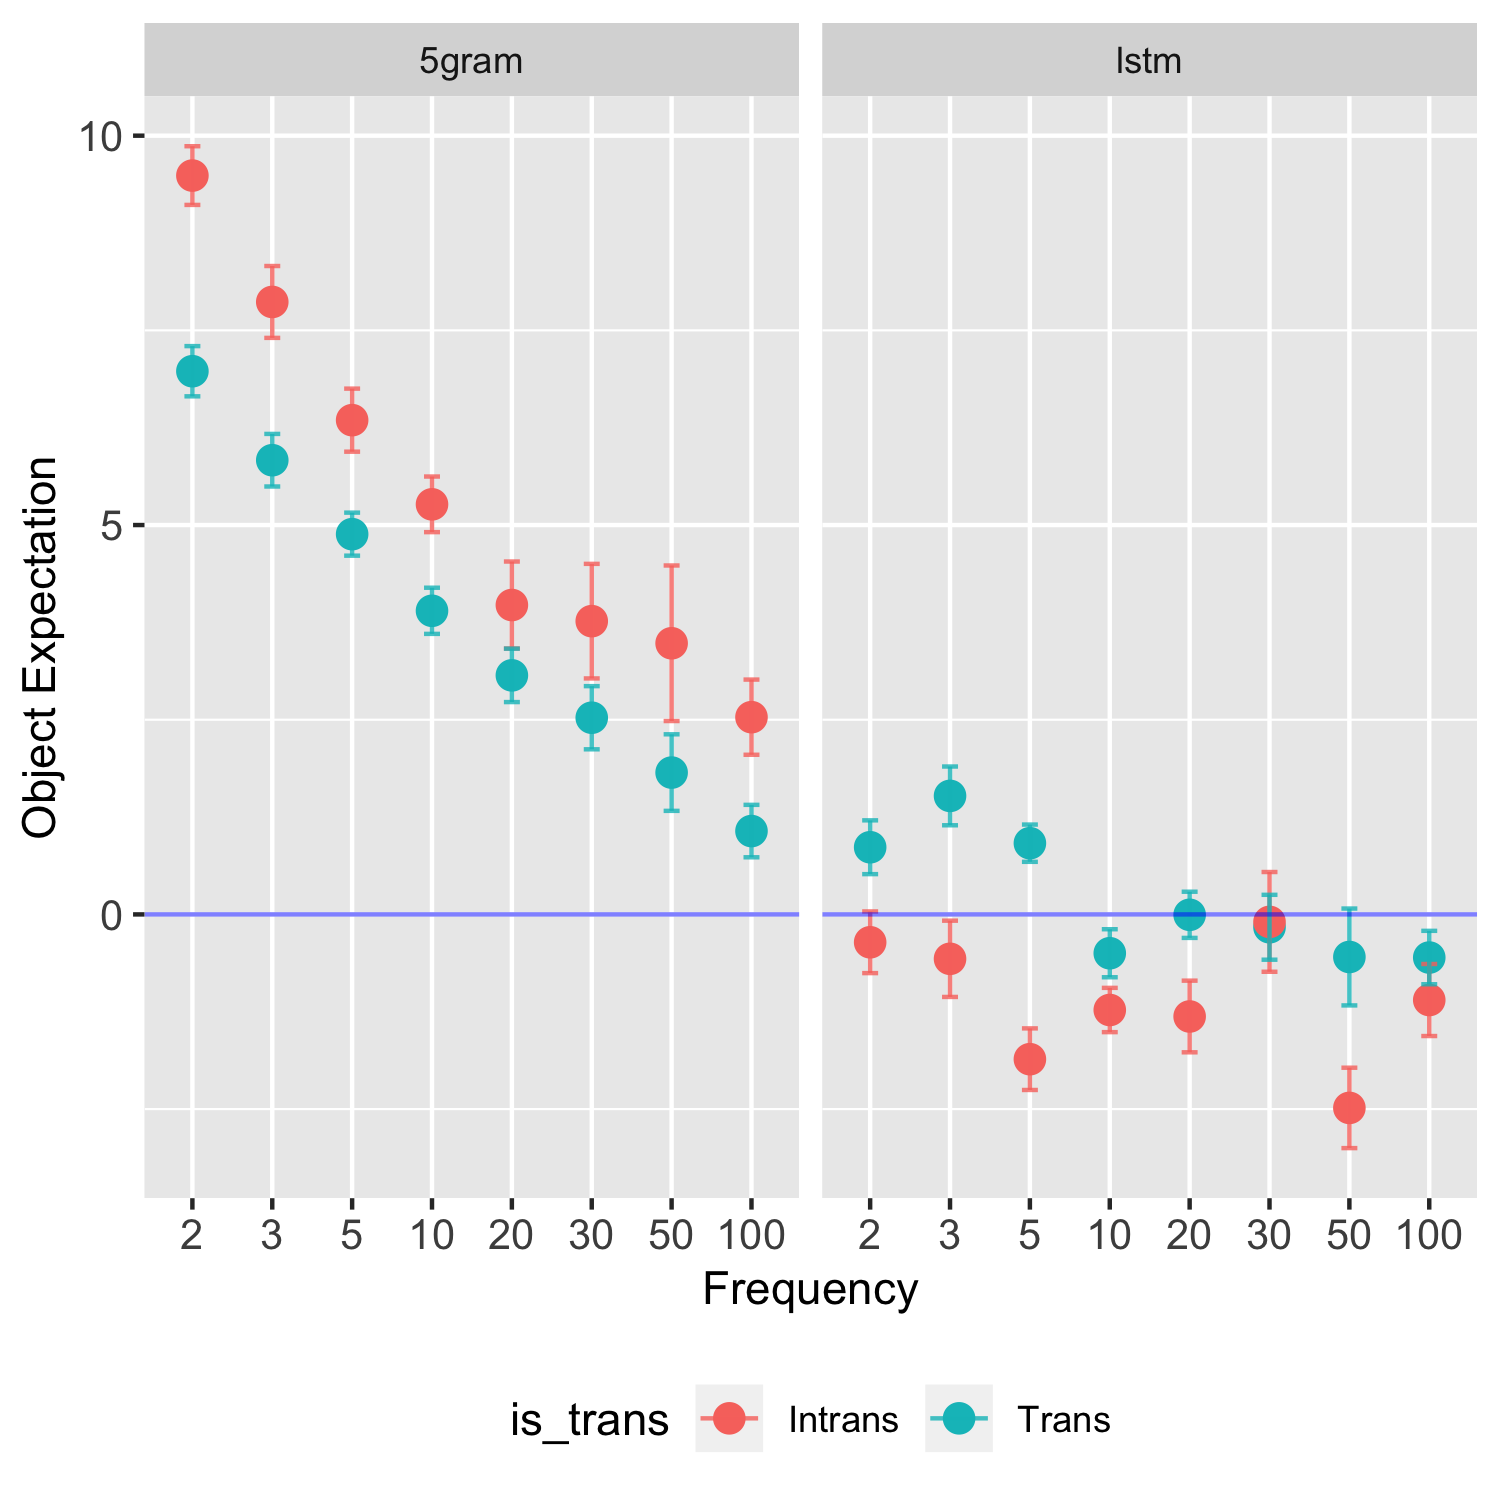 5gram lstm
10
5
0
Object Expectation
2 3 5 10 20 30 50 100 2 3 5 10 20 30 50 100
Frequency
is_trans Intrans Trans